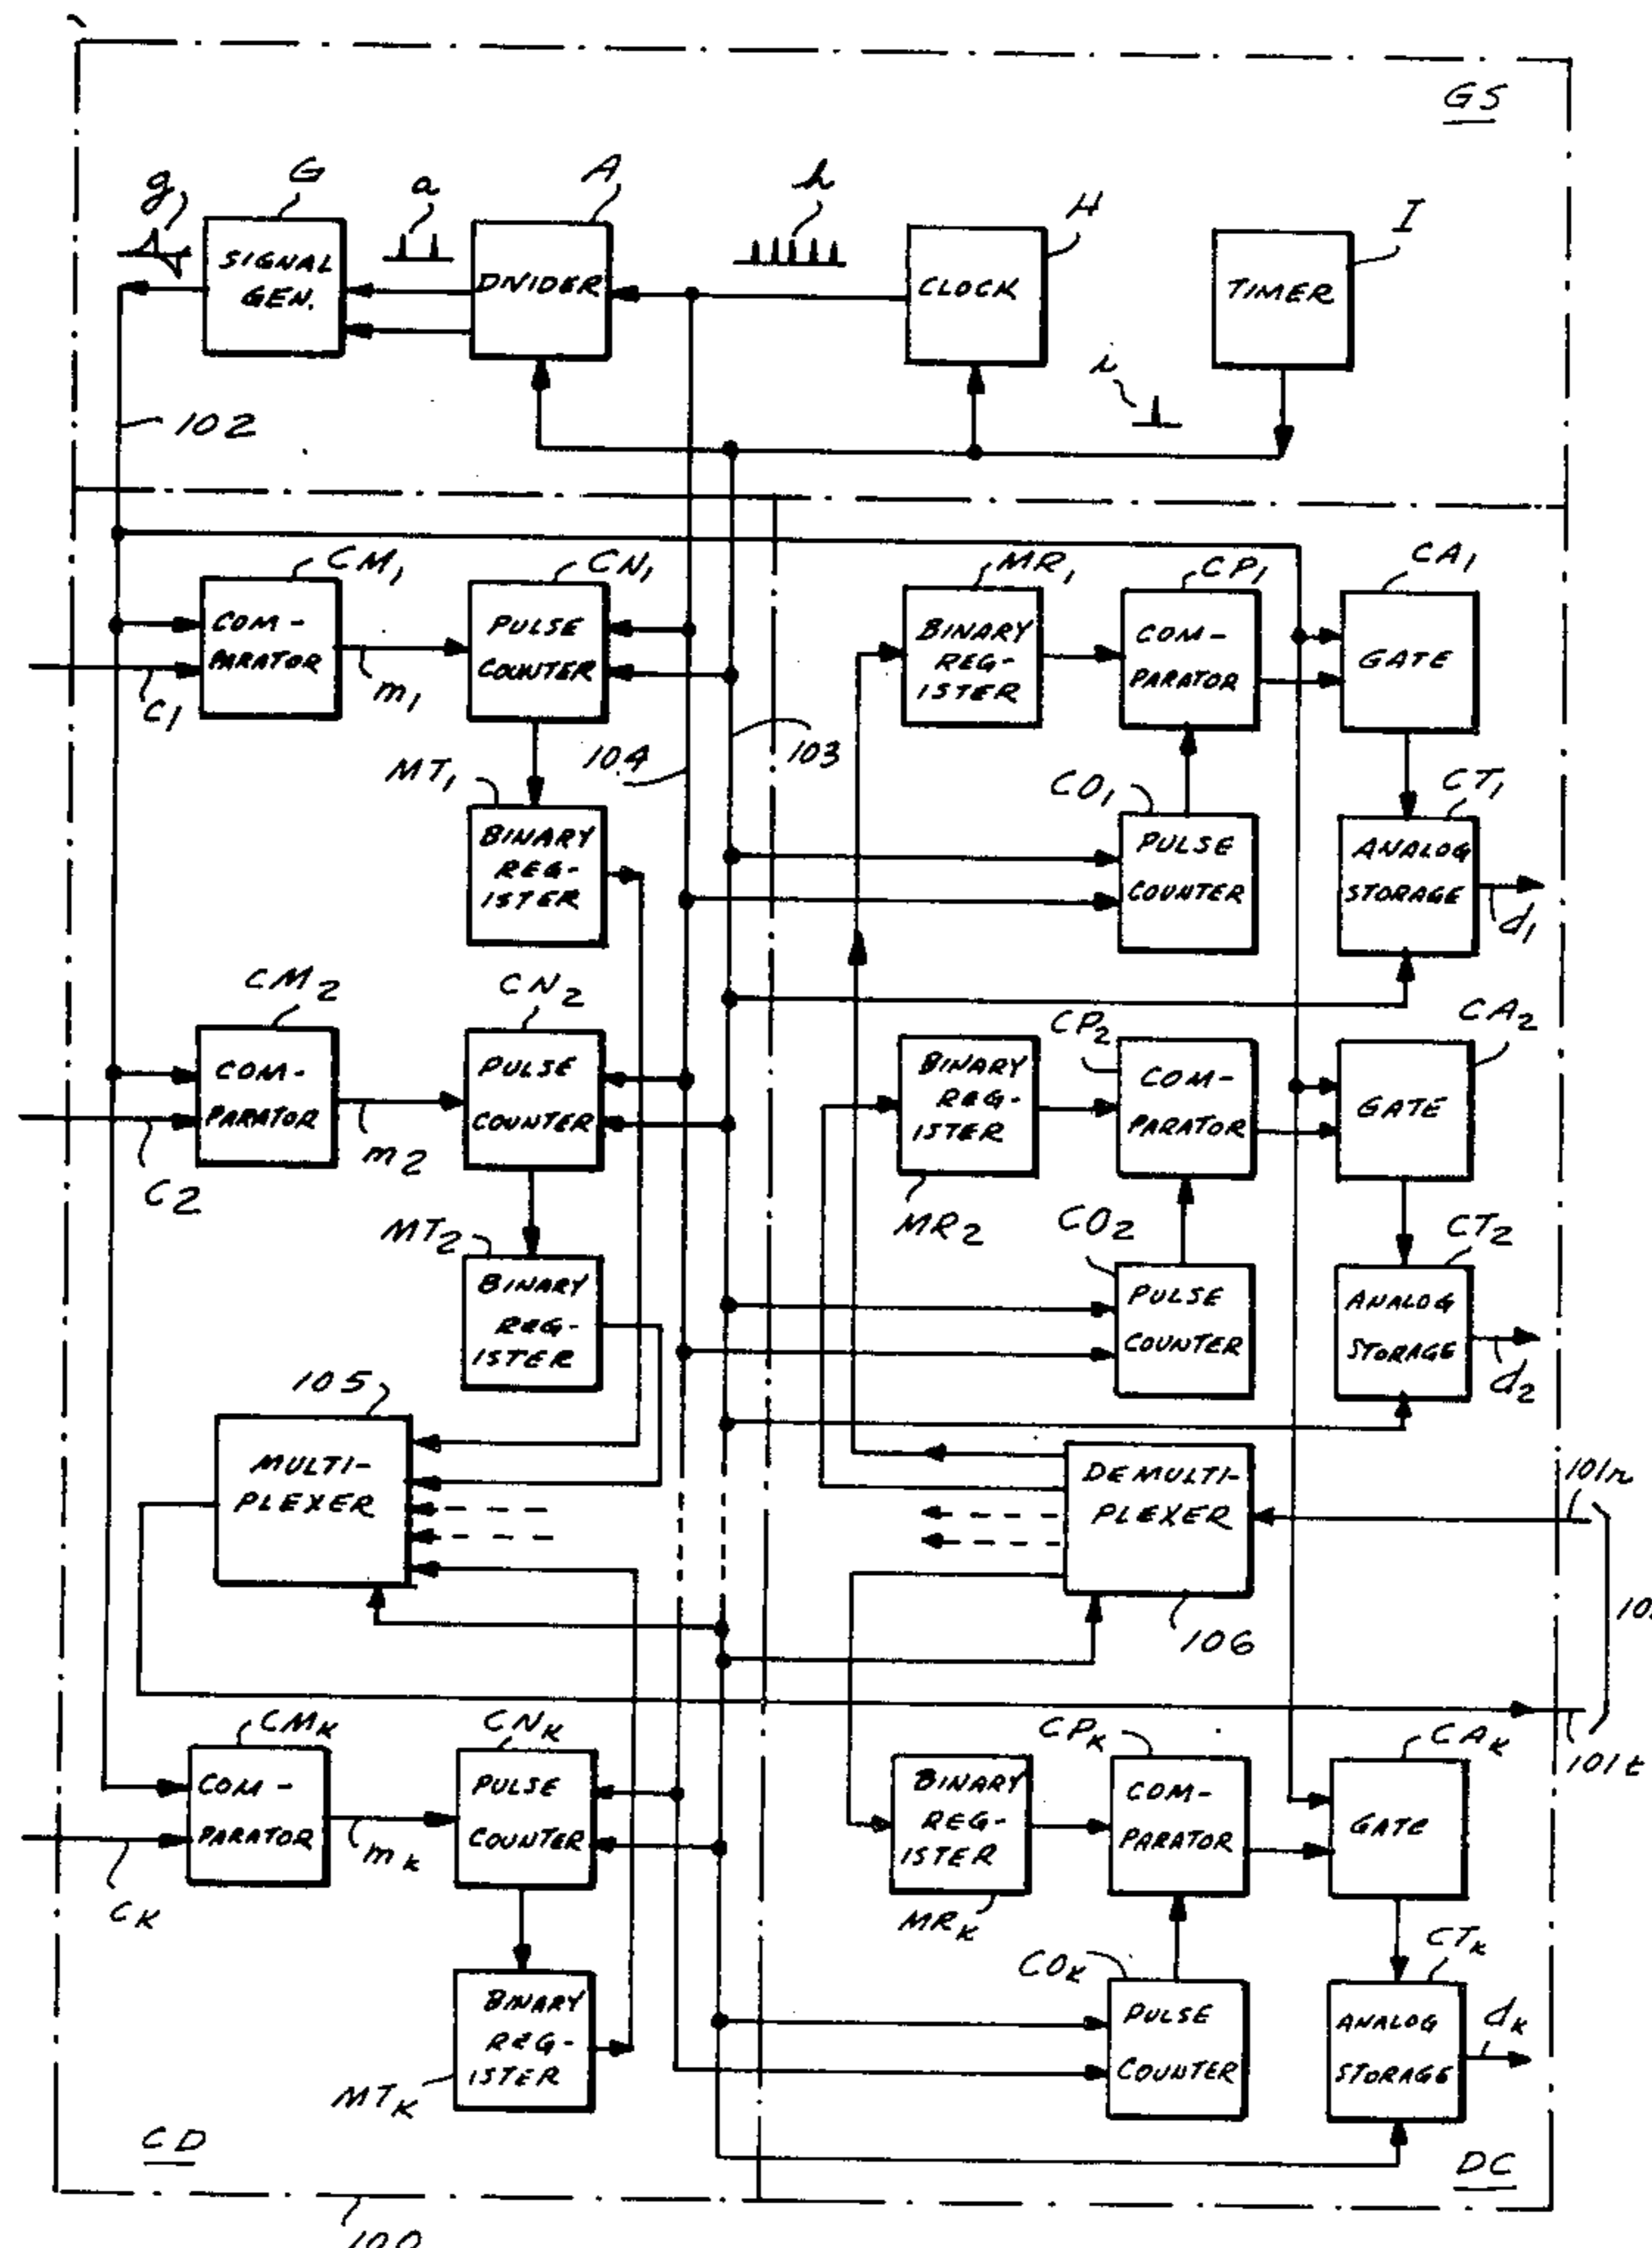 GS
g
G
a
A
h
H
I
SIGNAL
GEN.
DIVIDER
CLOCK
TIMER
i
102
CM1
CN1
MR1
CP1
CA1
COM-
PARATOR
PULSE
COUNTER
BINARY
REG-
ISTER
COM-
PARATOR
GATE
C1
m1
104
103
MT1
CO1
CT1
BINARY
REG-
ISTER
PULSE
COUNTER
ANALOG
STORAGE
d1
CM2
CN2
CP2
CA2
COM-
PARATOR
PULSE
COUNTER
BINARY
REG-
ISTER
COM-
PARATOR
GATE
C2
m2
MR2
MT2
CO2
CT2
BINARY
REG-
ISTER
PULSE
COUNTER
ANALOG
STORAGE
d2
105
MULTI-
PLEXER
DEMULTI-
PLEXER
101r
106
101t
CMK
CNK
CPK
CAK
COM-
PARATOR
PULSE
COUNTER
BINARY
REG-
ISTER
COM-
PARATOR
GATE
CK
mk
MRK
COK
CTK
BINARY
REG-
ISTER
PULSE
COUNTER
ANALOG
STORAGE
dK
MTK
CD
DC
100